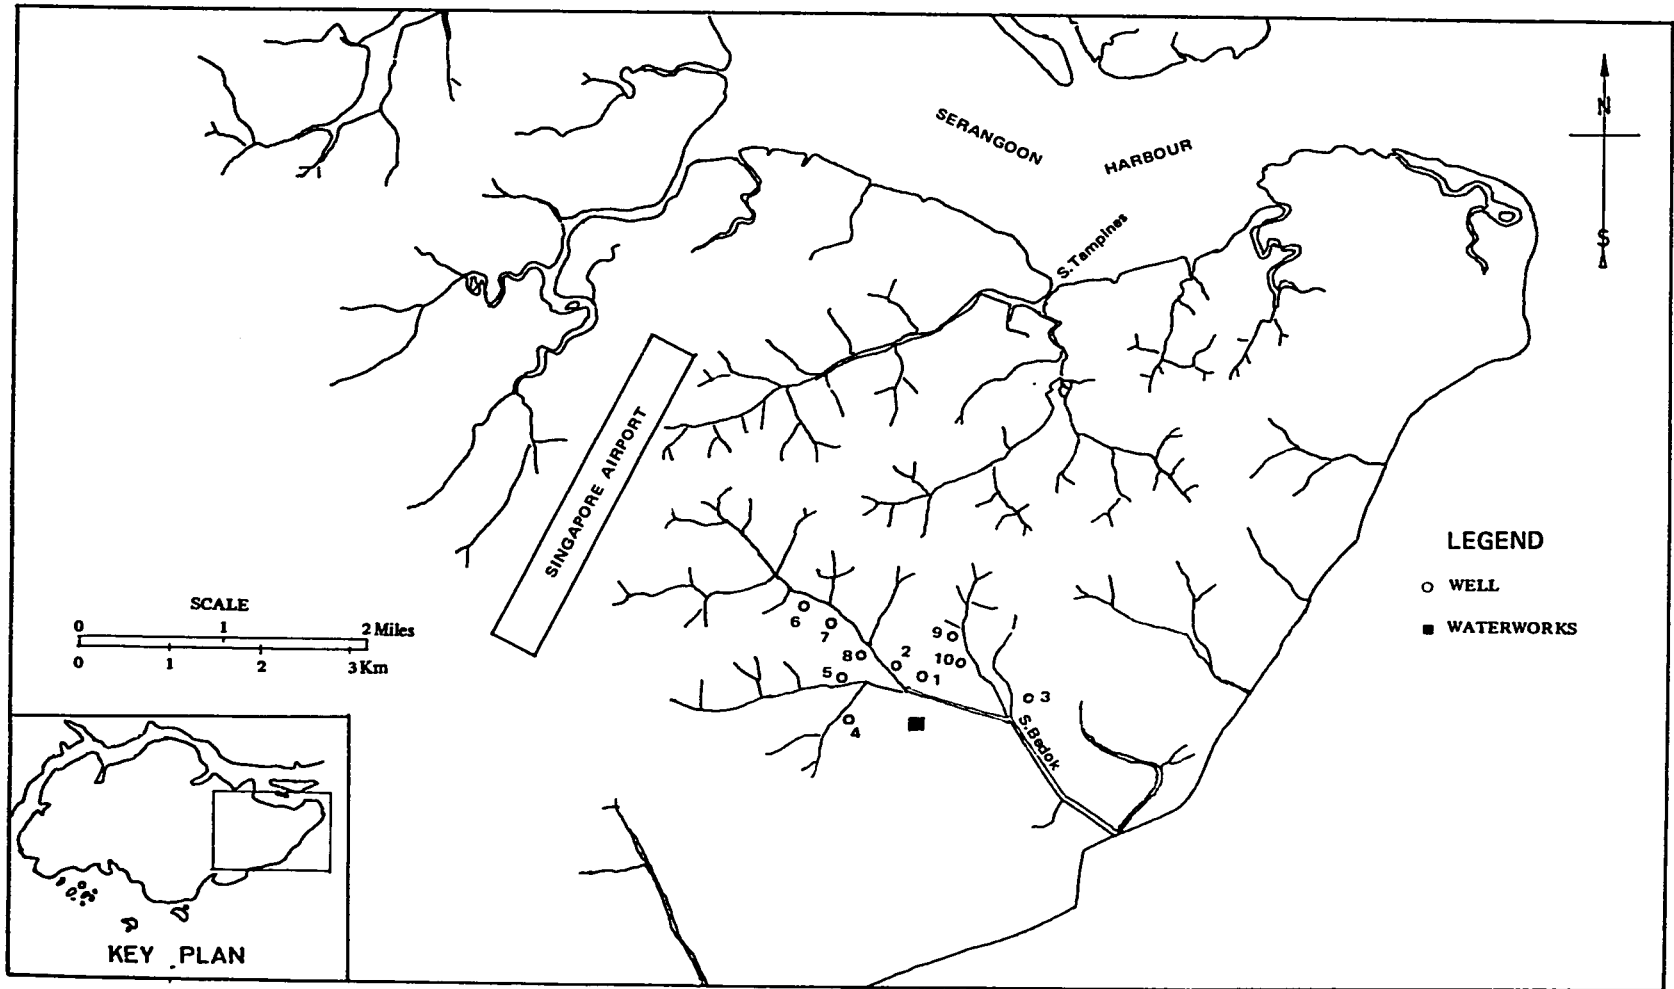 SERANGOON
HARBOUR
N
S
S.Tampines
SINGAPORE AIRPORT
LEGEND
WELL
WATERWORKS
SCALE
0 1 2 Miles
0 1 2 3 Km
6
7
8
2
9
10
5
1
3
4
S.Bedok
KEY PLAN